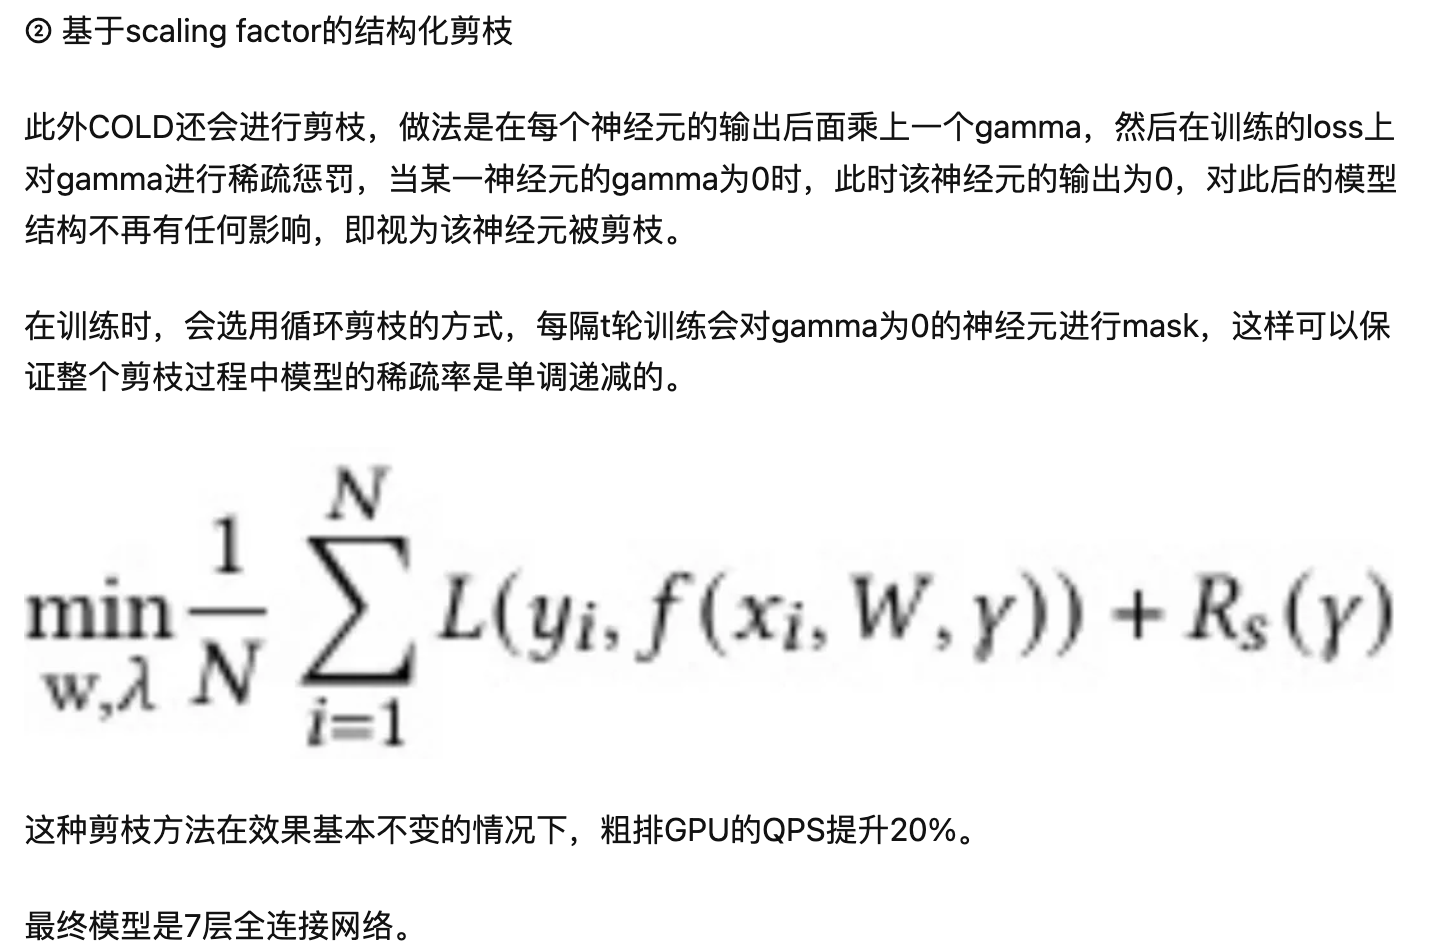 ② 基于scaling factor的结构化剪枝
此外COLD还会进行剪枝，做法是在每个神经元的输出后面乘上一个gamma，然后在训练的loss上
对gamma进行稀疏惩罚，当某一神经元的gamma为0时，此时该神经元的输出为0，对此后的模型
结构不再有任何影响，即视为该神经元被剪枝。
在训练时，会选用循环剪枝的方式，每隔t轮训练会对gamma为0的神经元进行mask，这样可以保
证整个剪枝过程中模型的稀疏率是单调递减的。
min_{w,λ} \frac{1}{N} \sum_{i=1}^{N} L(y_i, f(x_i, W, γ)) + R_s(γ)
这种剪枝方法在效果基本不变的情况下，粗排GPU的QPS提升20%。
最终模型是7层全连接网络。